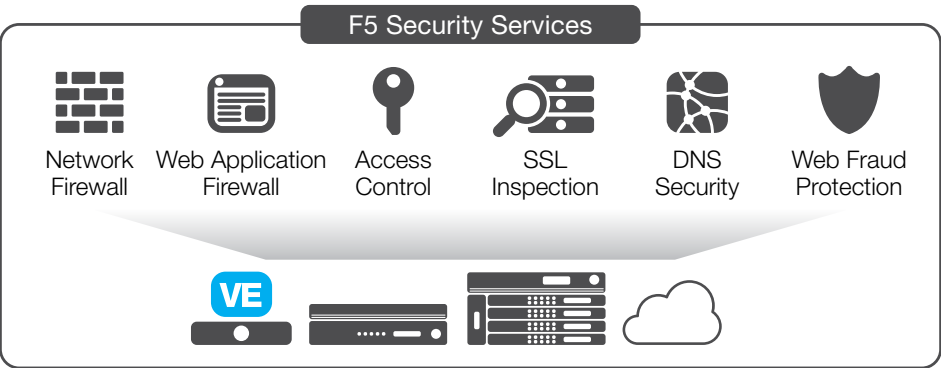 F5 Security Services
Network
Firewall
Web Application
Firewall
Access
Control
SSL
Inspection
DNS
Security
Web Fraud
Protection
VE